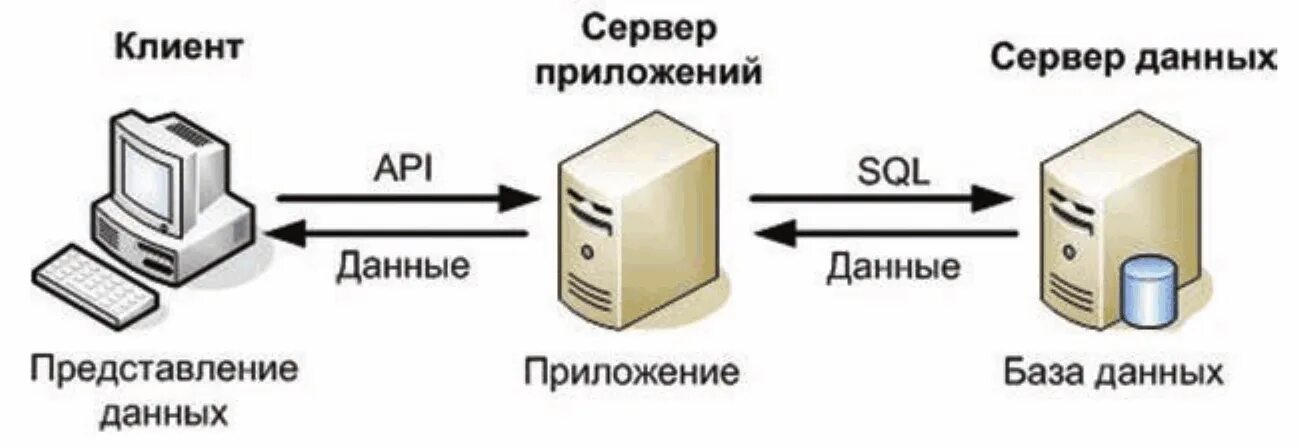 Клиент
Сервер
приложений
Сервер данных
API
Данные
SQL
Данные
Представление
данных
Приложение
База данных